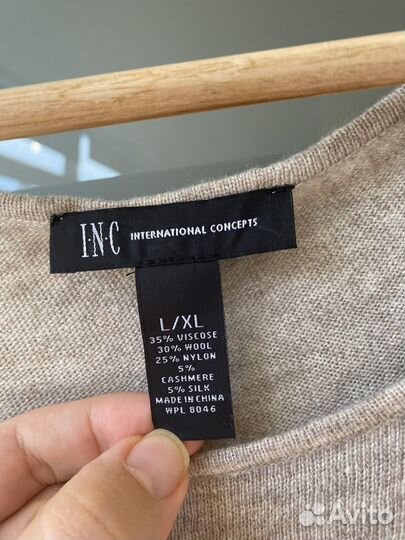 I·N·C INTERNATIONAL CONCEPTS
L/XL
35% VISCOSE
30% WOOL
25% NYLON
5%
CASHMERE
5% SILK
MADE IN CHINA
WPL 8046
Avito